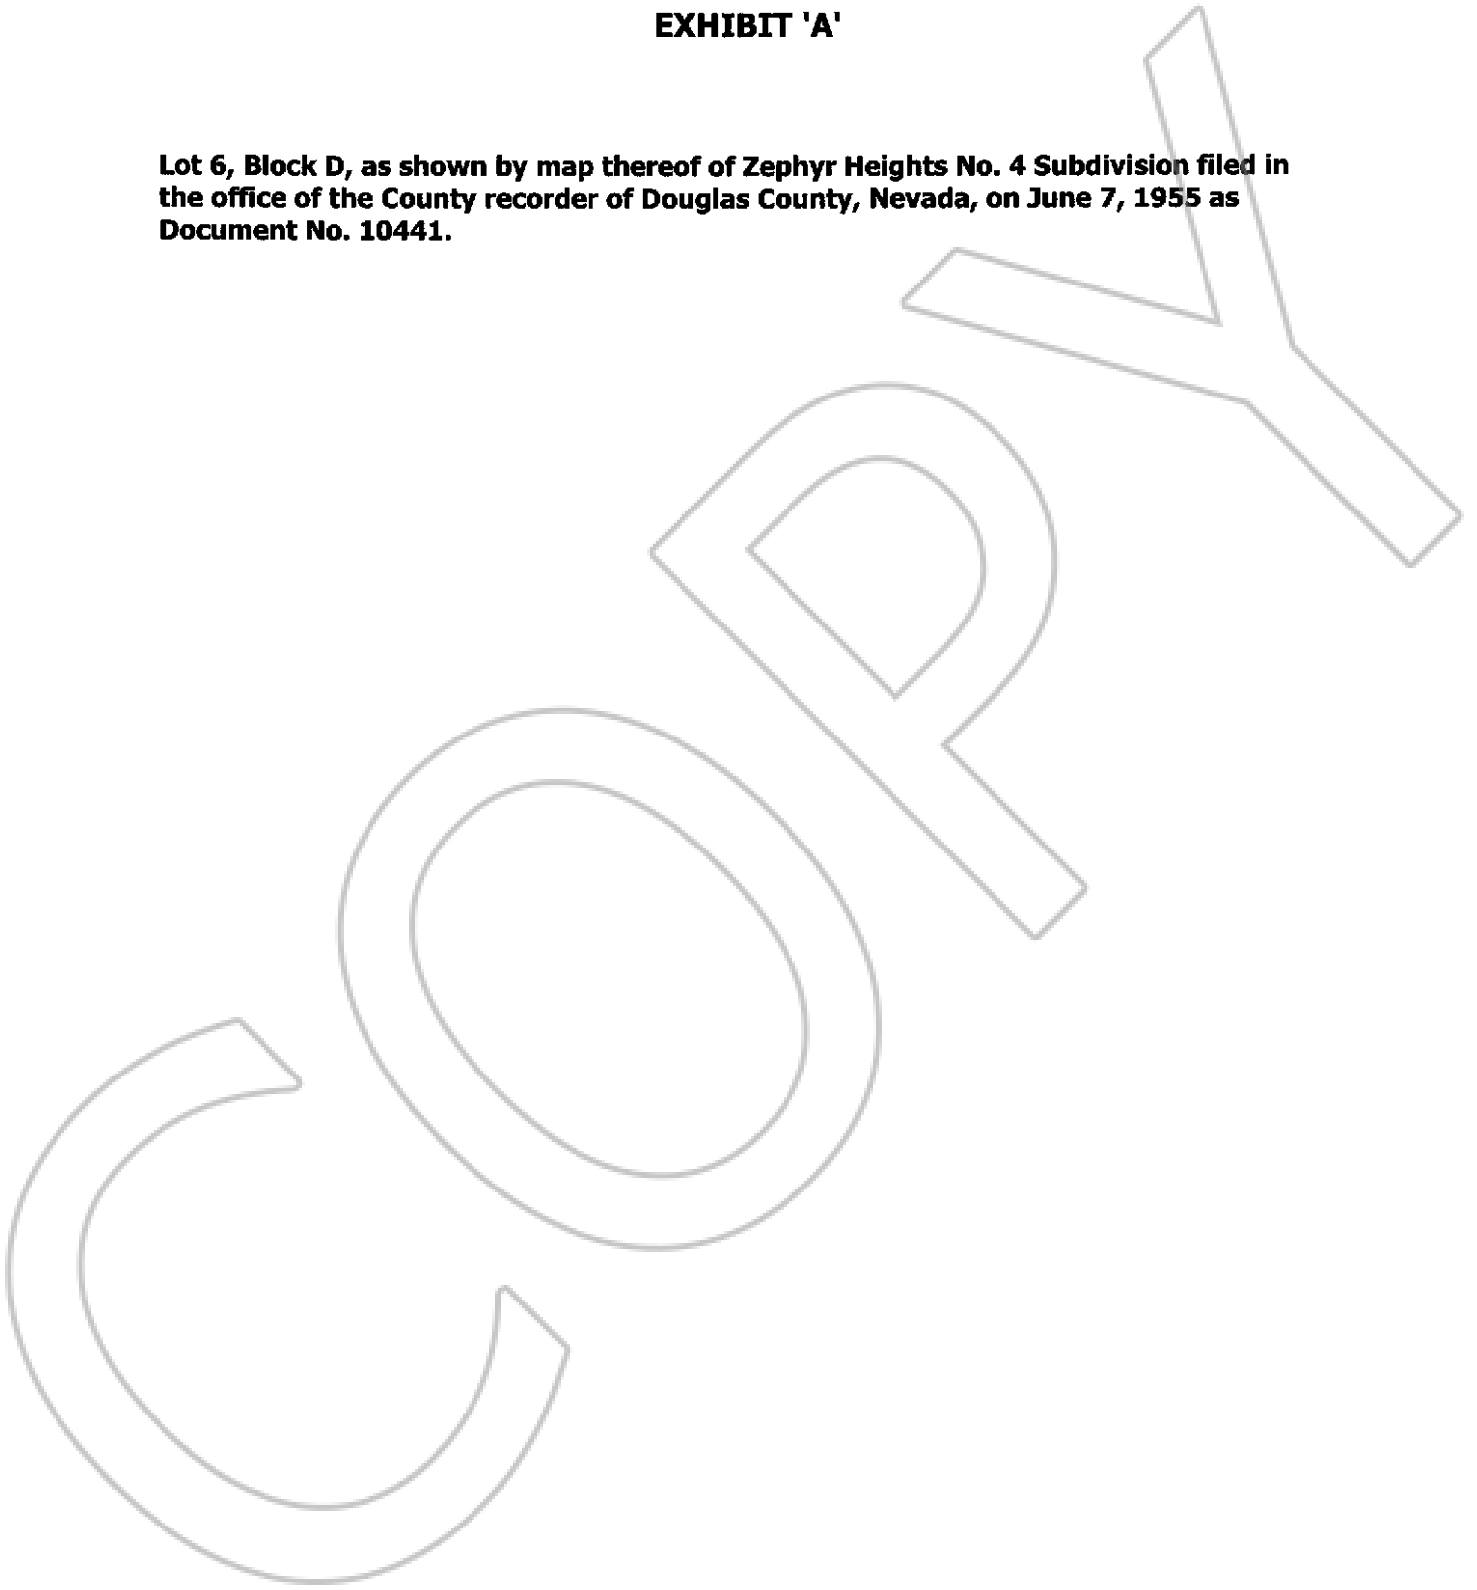 EXHIBIT 'A'
Lot 6, Block D, as shown by map thereof of Zephyr Heights No. 4 Subdivision filed in
the office of the County recorder of Douglas County, Nevada, on June 7, 1955 as
Document No. 10441.
COPY